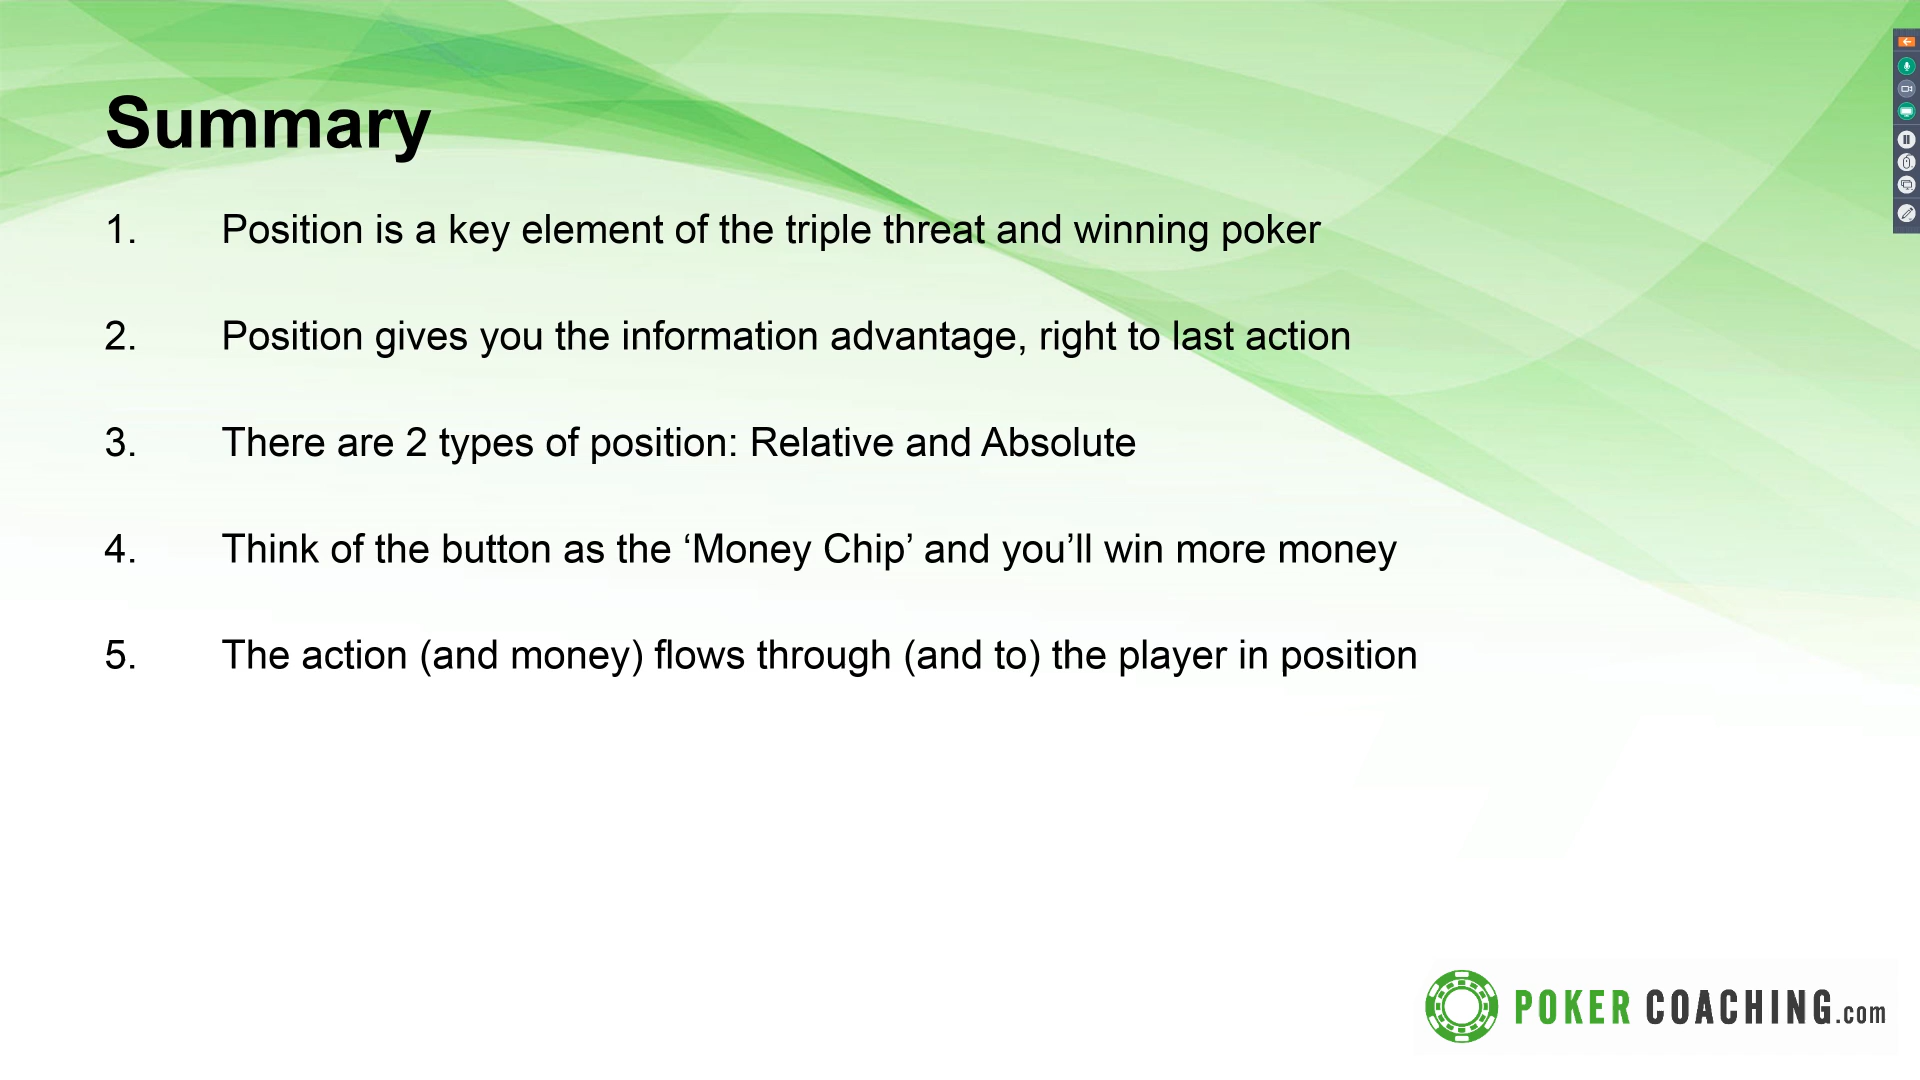 Summary
1. Position is a key element of the triple threat and winning poker
2. Position gives you the information advantage, right to last action
3. There are 2 types of position: Relative and Absolute
4. Think of the button as the ‘Money Chip’ and you’ll win more money
5. The action (and money) flows through (and to) the player in position
POKER COACHING.com